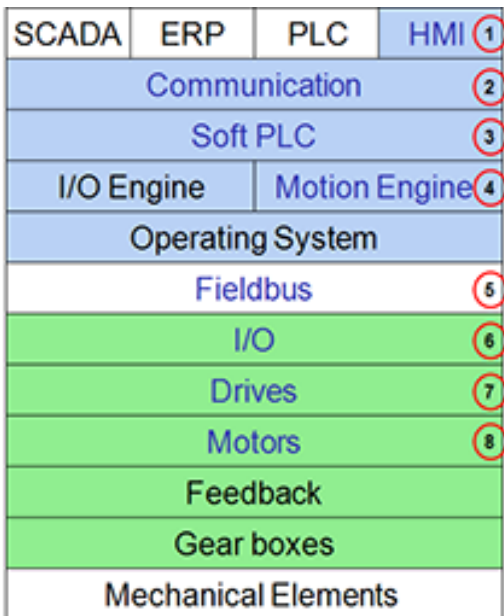 SCADA ERP PLC HMI 1
Communication 2
Soft PLC 3
I/O Engine Motion Engine 4
Operating System
Fieldbus 5
I/O 6
Drives 7
Motors 8
Feedback
Gear boxes
Mechanical Elements